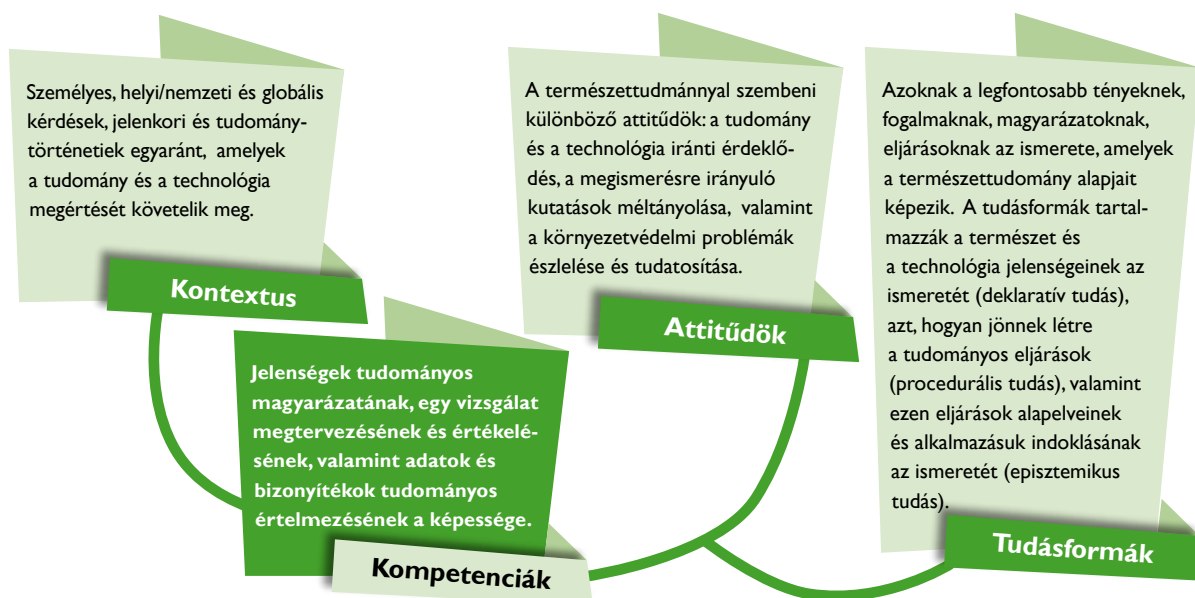 Személyes, helyi/nemzeti és globális
kérdések, jelenkori és tudomány-
történetiek egyaránt, amelyek
a tudomány és a technológia
megértését követelik meg.
Kontextus
Jelenségek tudományos
magyarázatának, egy vizsgálat
megtervezésének és értékelé-
sének, valamint adatok és
bizonyítékok tudományos
értelmezésének a képessége.
Kompetenciák
A természettudmánnyal szembeni
különböző attitűdök: a tudomány
és a technológia iránti érdeklő-
dés, a megismerésre irányuló
kutatások méltányolása, valamint
a környezetvédelmi problémák
észlelése és tudatosítása.
Attitűdök
Azoknak a legfontosabb tényeknek,
fogalmaknak, magyarázatoknak,
eljárásoknak az ismerete, amelyek
a természettudomány alapjait
képezik. A tudásformák tartal-
mazzák a természet és
a technológia jelenségeinek az
ismeretét (deklaratív tudás),
azt, hogyan jönnek létre
a tudományos eljárások
(procedurális tudás), valamint
ezen eljárások alapelveinek
és alkalmazásuk indoklásának
az ismeretét (episztemikus
tudás).
Tudásformák